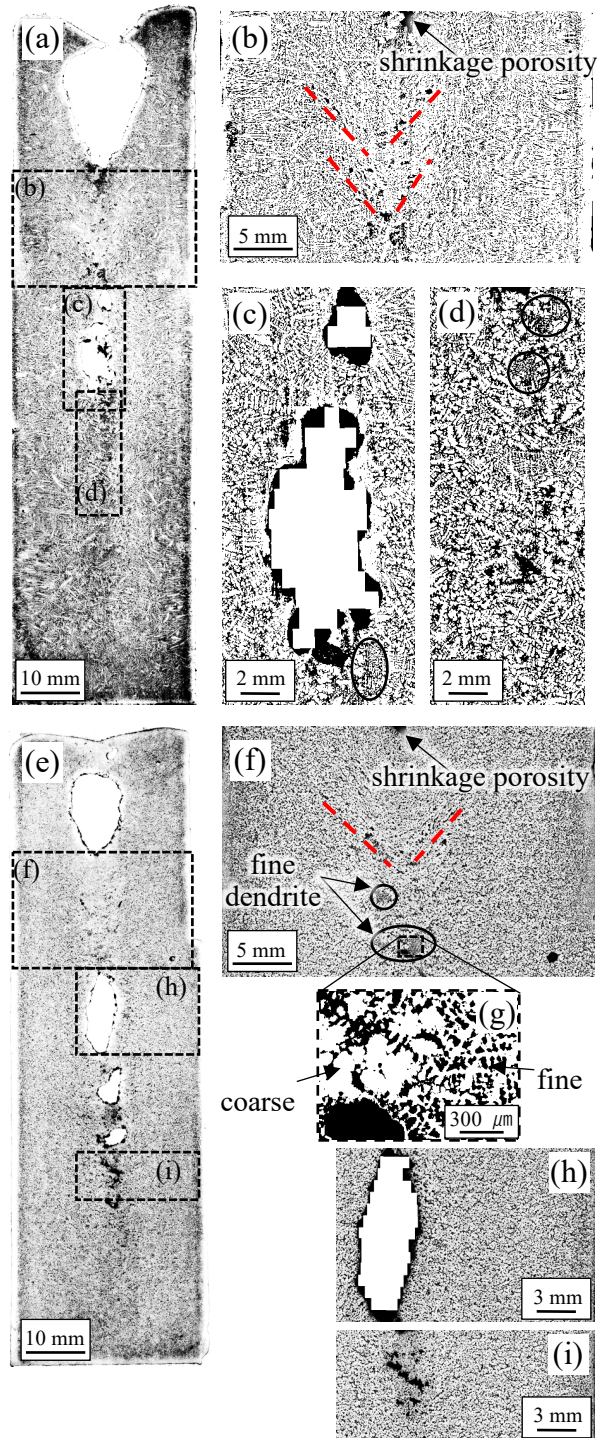 (a)
(b)
(c)
(d)
10 mm
(b)
shrinkage porosity
5 mm
(c)
2 mm
(d)
2 mm
(e)
(f)
(h)
(i)
10 mm
(f)
shrinkage porosity
fine
dendrite
5 mm
(g)
coarse
fine
300 μm
(h)
3 mm
(i)
3 mm